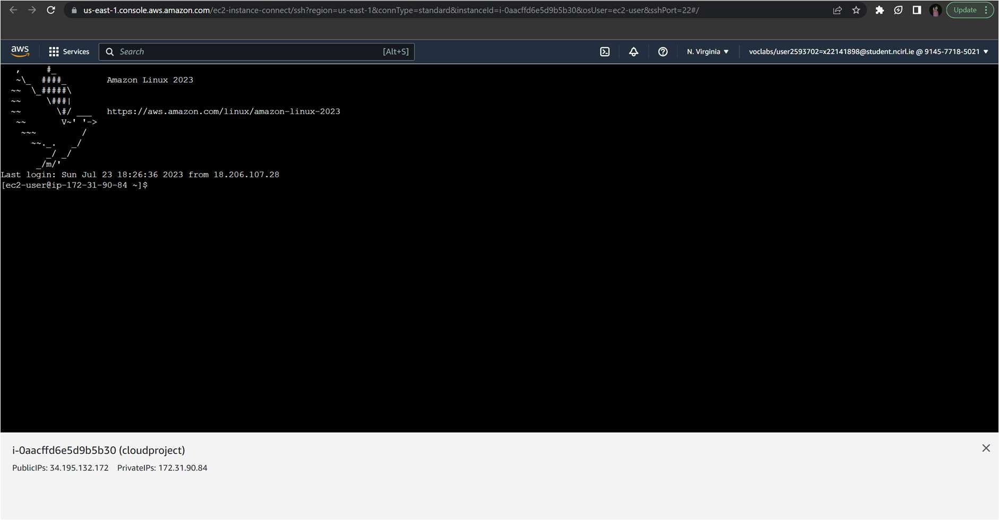 us-east-1.console.aws.amazon.com/ec2-instance-connect/ssh?region=us-east-1&connType=standard&instanceId=i-0aacffd6e5d9b5b30&osUser=ec2-user&sshPort=22#/
Update
aws
Services
Search
[Alt+S]
N. Virginia
voclabs/user2593702=x22141898@student.ncirl.ie @ 9145-7718-5021
   ,     #_
   ~\_  ####_        Amazon Linux 2023
  ~~  \_#####\
  ~~     \###|
  ~~       \#/ ___   https://aws.amazon.com/linux/amazon-linux-2023
   ~~       V~' '->
    ~~~         /
      ~~._.   _/
         _/ _/
       _/m/'
Last login: Sun Jul 23 18:26:36 2023 from 18.206.107.28
[ec2-user@ip-172-31-90-84 ~]$
i-0aacffd6e5d9b5b30 (cloudproject)
PublicIPs: 34.195.132.172 PrivateIPs: 172.31.90.84